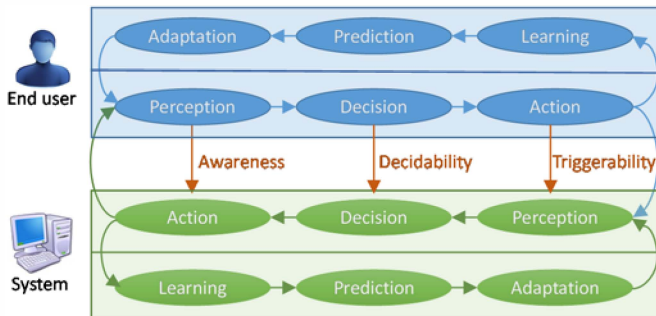 Adaptation Prediction Learning
End user
Perception Decision Action
Awareness Decidability Triggerability
Action Decision Perception
System
Learning Prediction Adaptation